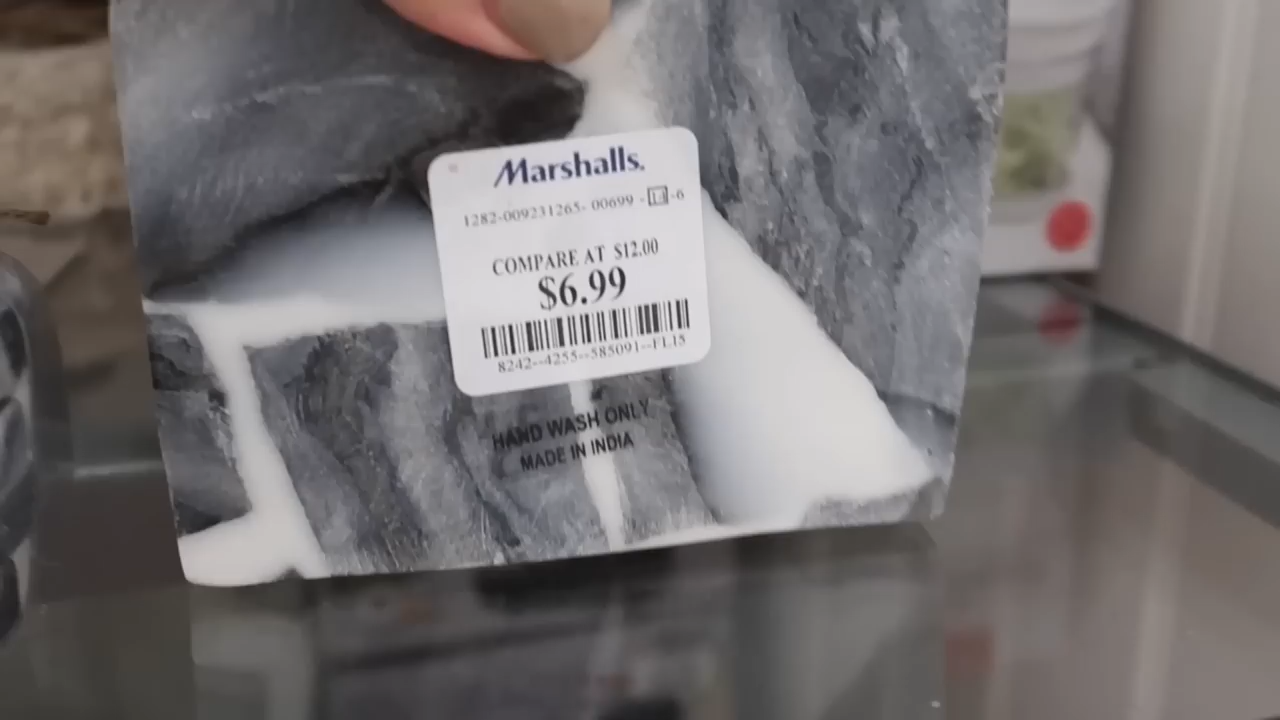 Marshalls.
1282-009231265- 00699 -13-6
COMPARE AT $12.00
$6.99
8242--4255--585091--FL15
HAND WASH ONLY
MADE IN INDIA